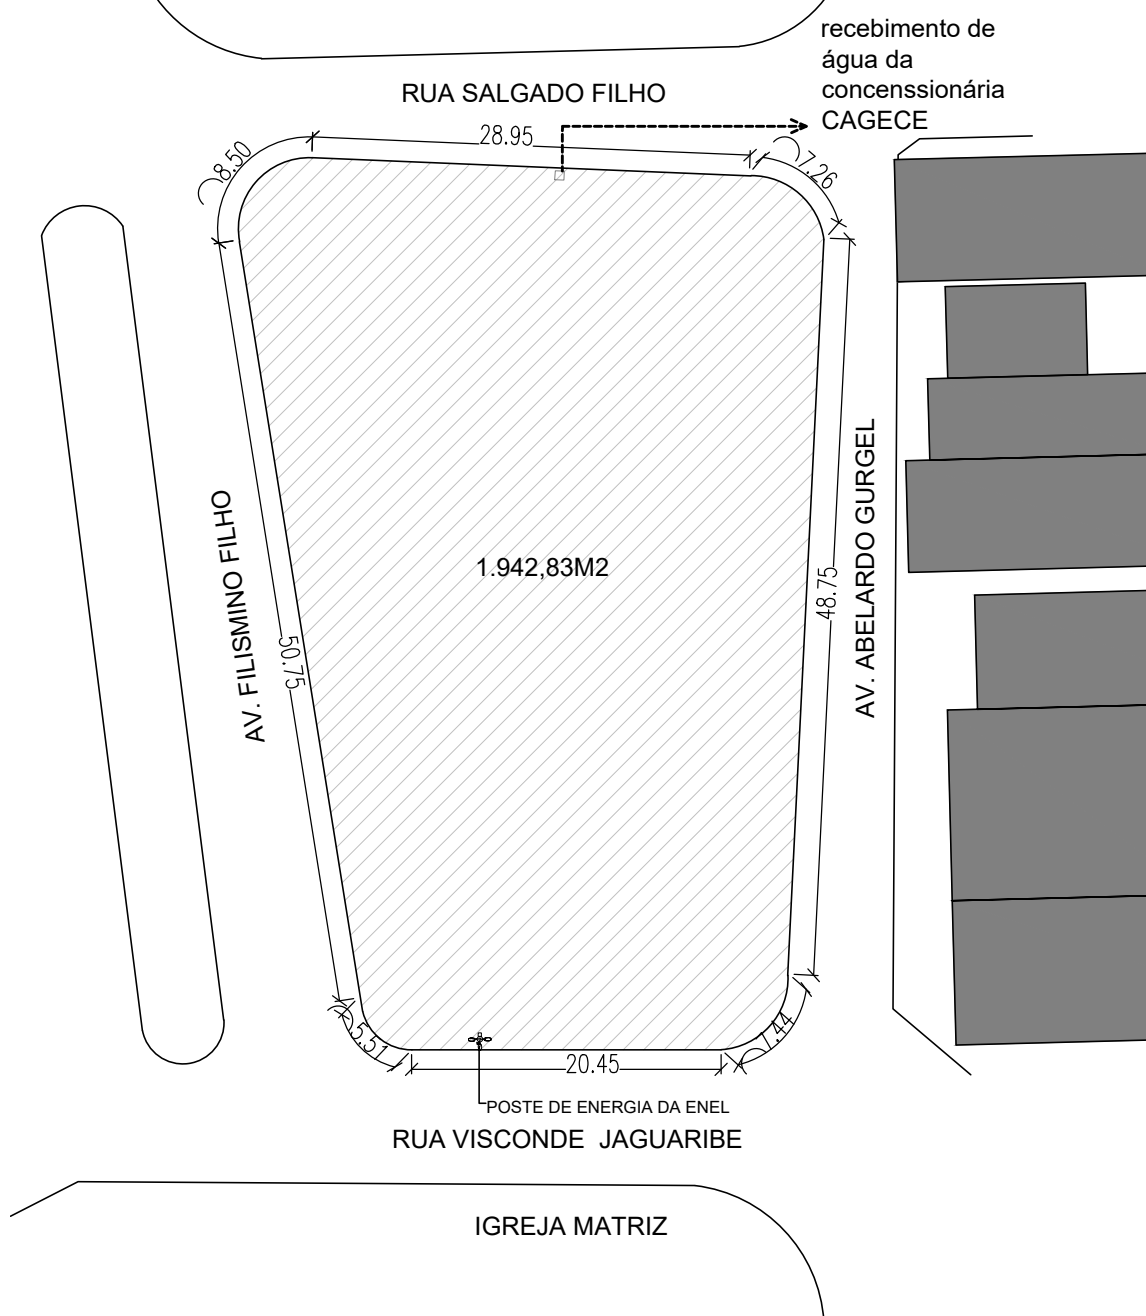 recebimento de
água da
concenssionária
CAGECE
RUA SALGADO FILHO
28.95
8.50
7.26
AV. FILISMINO FILHO
50.75
1.942,83M2
48.75
AV. ABELARDO GURGEL
5.51
20.45
7.44
POSTE DE ENERGIA DA ENEL
RUA VISCONDE JAGUARIBE
IGREJA MATRIZ